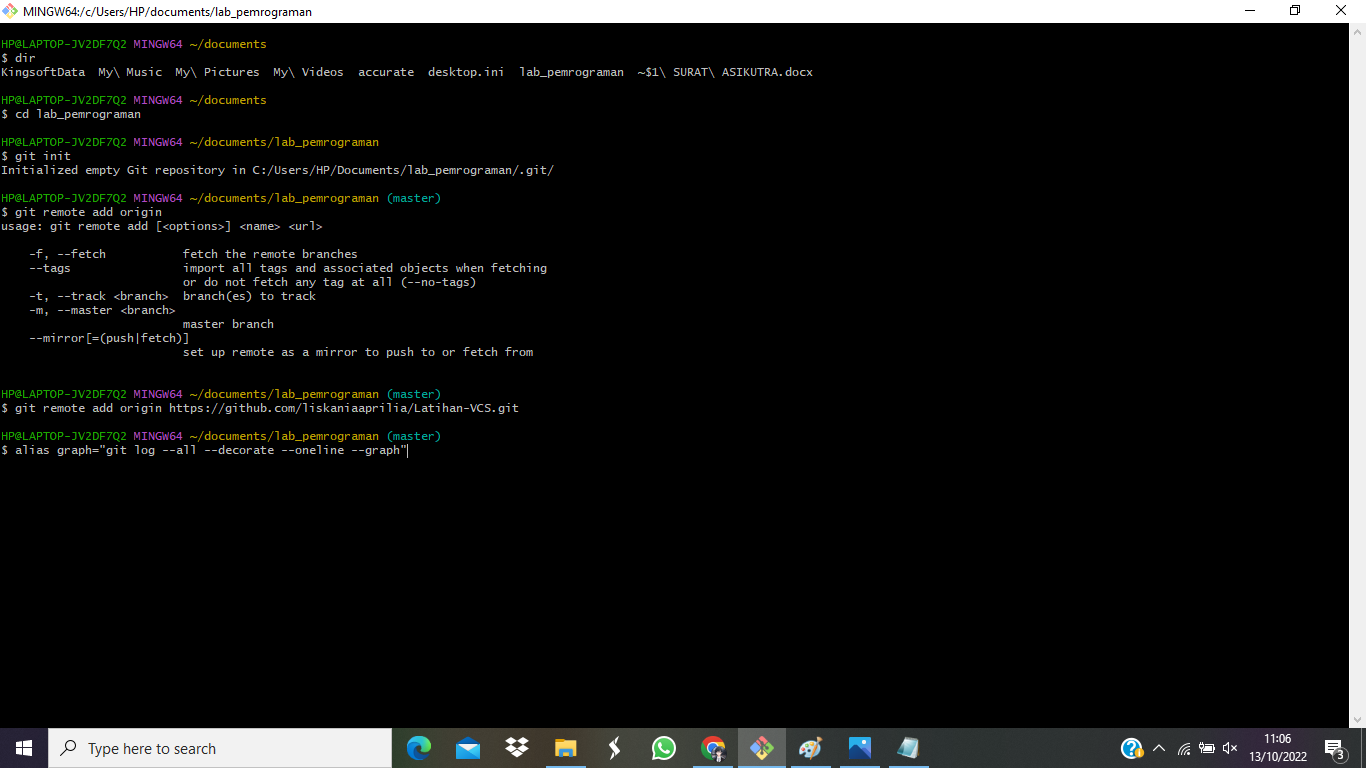 MINGW64:/c/Users/HP/documents/lab_pemrograman
HP@LAPTOP-JV2DF7Q2 MINGW64 ~/documents
$ dir
KingsoftData  My\ Music  My\ Pictures  My\ Videos  accurate  desktop.ini  lab_pemrograman  ~$1\ SURAT\ ASIKUTRA.docx
HP@LAPTOP-JV2DF7Q2 MINGW64 ~/documents
$ cd lab_pemrograman
HP@LAPTOP-JV2DF7Q2 MINGW64 ~/documents/lab_pemrograman
$ git init
Initialized empty Git repository in C:/Users/HP/Documents/lab_pemrograman/.git/
HP@LAPTOP-JV2DF7Q2 MINGW64 ~/documents/lab_pemrograman (master)
$ git remote add origin
usage: git remote add [<options>] <name> <url>
    -f, --fetch           fetch the remote branches
    --tags                import all tags and associated objects when fetching
                          or do not fetch any tag at all (--no-tags)
    -t, --track <branch>  branch(es) to track
    -m, --master <branch>
                          master branch
    --mirror[=(push|fetch)]
                          set up remote as a mirror to push to or fetch from
HP@LAPTOP-JV2DF7Q2 MINGW64 ~/documents/lab_pemrograman (master)
$ git remote add origin https://github.com/liskaniaaprilia/Latihan-VCS.git
HP@LAPTOP-JV2DF7Q2 MINGW64 ~/documents/lab_pemrograman (master)
$ alias graph="git log --all --decorate --oneline --graph"
Type here to search
11:06
13/10/2022
3